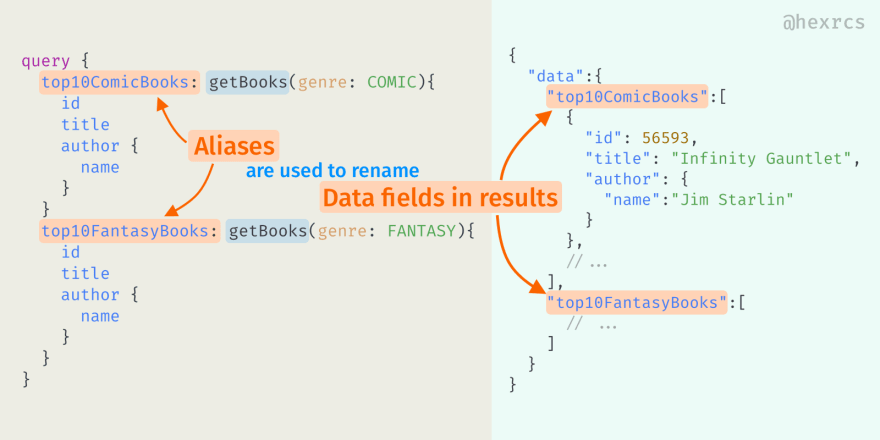 query {
top10ComicBooks: getBooks(genre: COMIC){
id
title
author {
name
}
}
top10FantasyBooks: getBooks(genre: FANTASY){
id
title
author {
name
}
}
}
Aliases
are used to rename
Data fields in results
@hexrcs
{
"data":{
"top10ComicBooks":[
{
"id": 56593,
"title": "Infinity Gauntlet",
"author": {
"name":"Jim Starlin"
}
},
// ...
],
"top10FantasyBooks":[
// ...
]
}
}